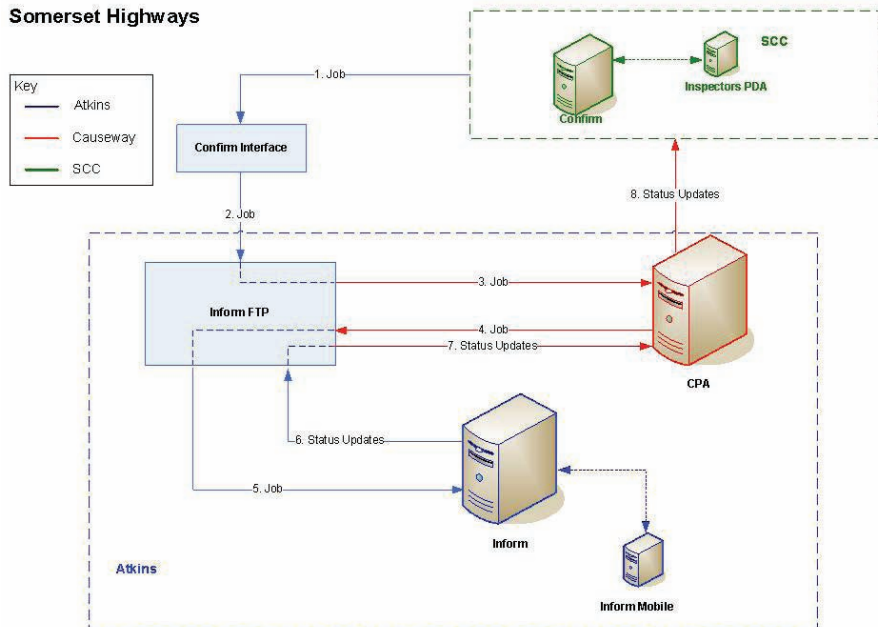 Somerset Highways
Key
Atkins
Causeway
SCC
SCC
Confirm
Inspectors PDA
1. Job
Confirm Interface
2. Job
8. Status Updates
Inform FTP
3. Job
4. Job
7. Status Updates
CPA
6. Status Updates
5. Job
Inform
Atkins
Inform Mobile